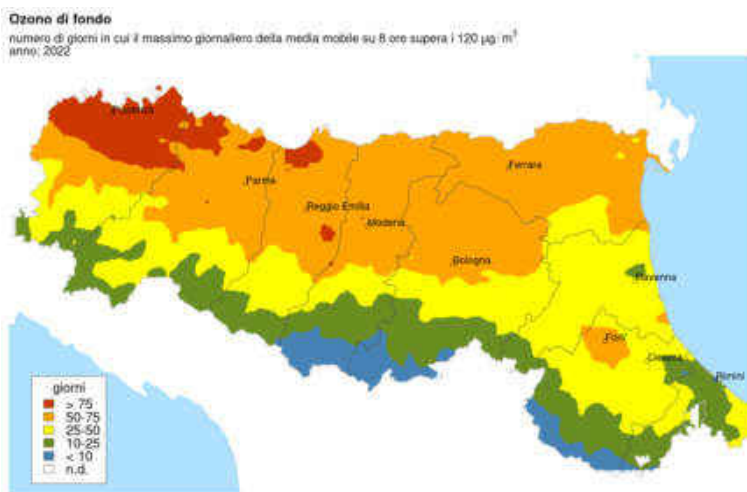 Ozono di fondo
numero di giorni in cui il massimo giornaliero della media mobile su 8 ore supera i 120 µg/m³
anno: 2022
Piacenza
Parma
Ferrara
Reggio Emilia
Modena
Bologna
Ravenna
Forli'
Cesena
Rimini
giorni
> 75
50-75
25-50
10-25
< 10
n.d.